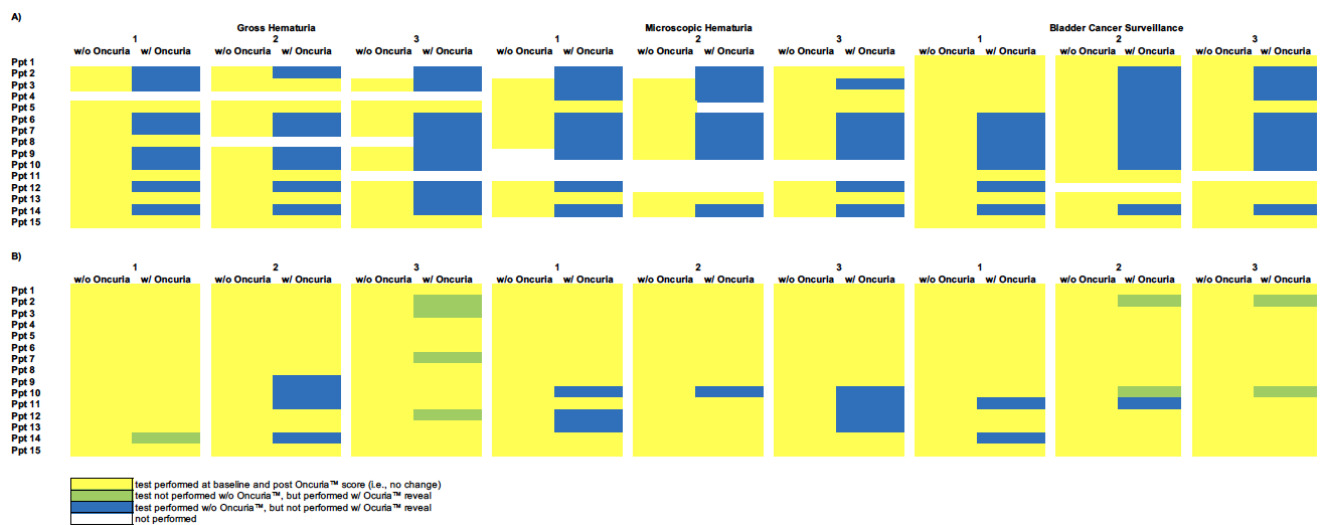 A)
Gross Hematuria Microscopic Hematuria Bladder Cancer Surveillance
1 2 3 1 2 3 1 2 3
w/o Oncuria w/ Oncuria w/o Oncuria w/ Oncuria w/o Oncuria w/ Oncuria w/o Oncuria w/ Oncuria w/o Oncuria w/ Oncuria w/o Oncuria w/ Oncuria w/o Oncuria w/ Oncuria w/o Oncuria w/ Oncuria w/o Oncuria w/ Oncuria
Ppt 1
Ppt 2
Ppt 3
Ppt 4
Ppt 5
Ppt 6
Ppt 7
Ppt 8
Ppt 9
Ppt 10
Ppt 11
Ppt 12
Ppt 13
Ppt 14
Ppt 15
B)
1 2 3 1 2 3 1 2 3
w/o Oncuria w/ Oncuria w/o Oncuria w/ Oncuria w/o Oncuria w/ Oncuria w/o Oncuria w/ Oncuria w/o Oncuria w/ Oncuria w/o Oncuria w/ Oncuria w/o Oncuria w/ Oncuria w/o Oncuria w/ Oncuria w/o Oncuria w/ Oncuria
Ppt 1
Ppt 2
Ppt 3
Ppt 4
Ppt 5
Ppt 6
Ppt 7
Ppt 8
Ppt 9
Ppt 10
Ppt 11
Ppt 12
Ppt 13
Ppt 14
Ppt 15
test performed at baseline and post Oncuria™ score (i.e., no change)
test not performed w/o Oncuria™, but performed w/ Ocuria™ reveal
test performed w/o Oncuria™, but not performed w/ Ocuria™ reveal
not performed